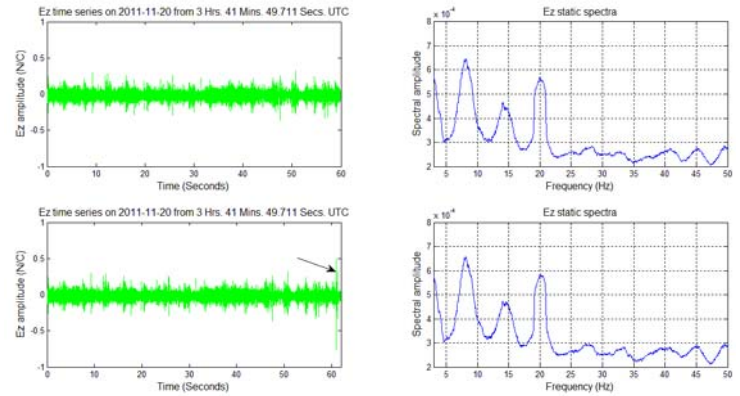 Ez time series on 2011-11-20 from 3 Hrs. 41 Mins. 49.711 Secs. UTC
1
0.5
0
-0.5
-1
Ez amplitude (N/C)
0 10 20 30 40 50 60
Time (Seconds)
Ez static spectra
x 10^-4
8
7
6
5
4
3
2
Spectral amplitude
5 10 15 20 25 30 35 40 45 50
Frequency (Hz)
Ez time series on 2011-11-20 from 3 Hrs. 41 Mins. 49.711 Secs. UTC
1
0.5
0
-0.5
-1
Ez amplitude (N/C)
0 10 20 30 40 50 60
Time (Seconds)
Ez static spectra
x 10^-4
8
7
6
5
4
3
2
Spectral amplitude
5 10 15 20 25 30 35 40 45 50
Frequency (Hz)